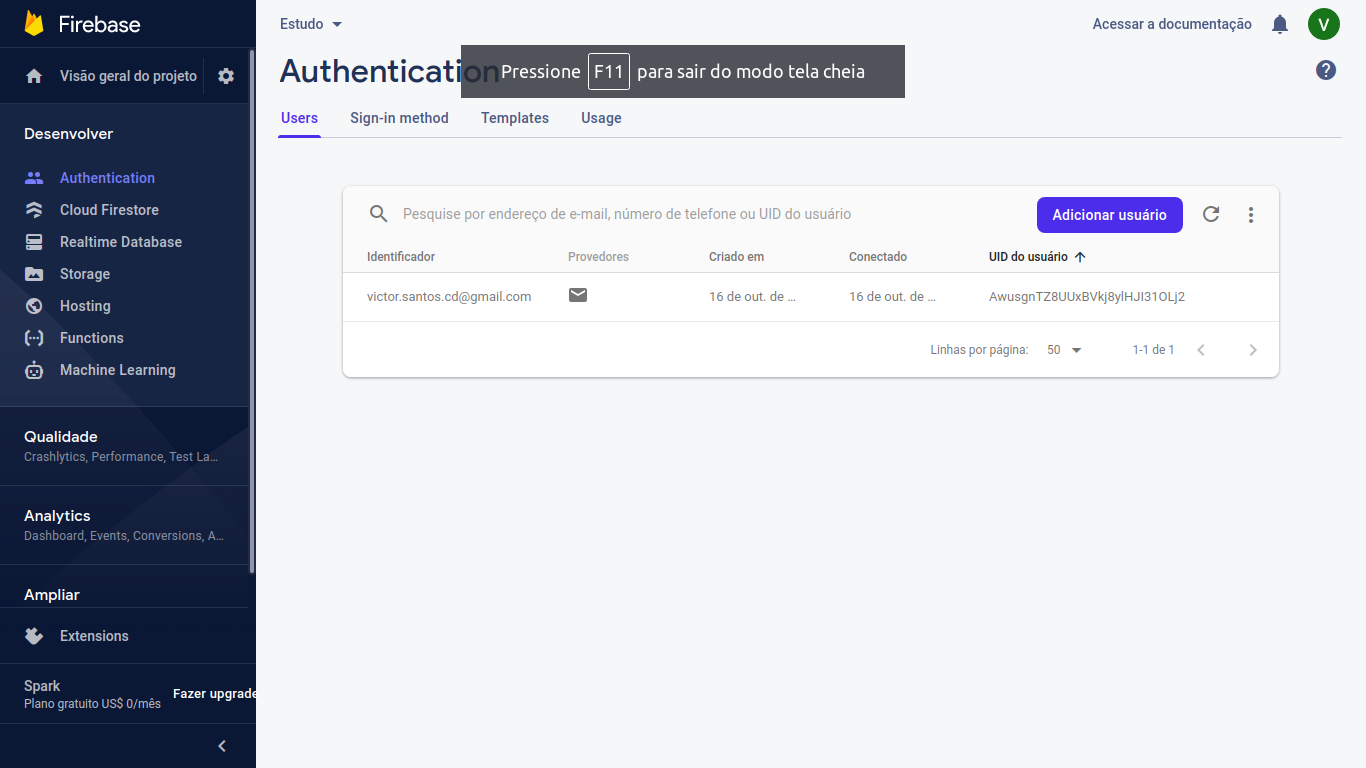 Firebase
Visão geral do projeto
Desenvolver
Authentication
Cloud Firestore
Realtime Database
Storage
Hosting
Functions
Machine Learning
Qualidade
Crashlytics, Performance, Test La...
Analytics
Dashboard, Events, Conversions, A...
Ampliar
Extensions
Spark
Plano gratuito US$ 0/mês
Fazer upgrade
Estudo
Acessar a documentação
V
Authentication
Pressione F11 para sair do modo tela cheia
Users Sign-in method Templates Usage
Pesquise por endereço de e-mail, número de telefone ou UID do usuário
Adicionar usuário
Identificador Provedores Criado em Conectado UID do usuário
victor.santos.cd@gmail.com 16 de out. de ... 16 de out. de ... AwusgnTZ8UUxBVkj8ylHJI31OLj2
Linhas por página: 50 1-1 de 1